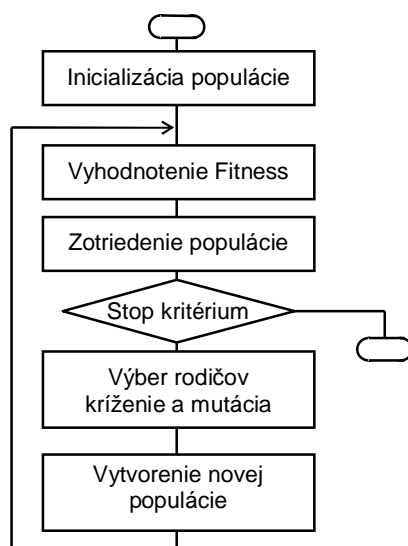 Inicializácia populácie
Vyhodnotenie Fitness
Zotriedenie populácie
Stop kritérium
Výber rodičov
kríženie a mutácia
Vytvorenie novej
populácie